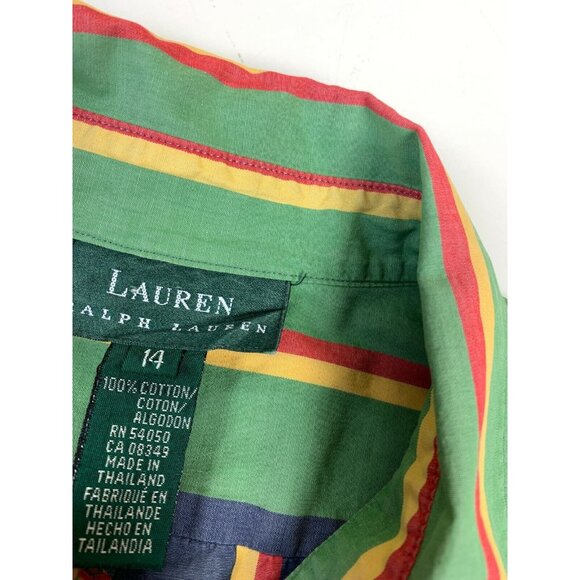 LAUREN
RALPH LAUREN
14
100% COTTON/
COTON/
ALGODON
RN 54050
CA 08349
MADE IN
THAILAND
FABRIQUÉ EN
THAILANDE
HECHO EN
TAILANDIA